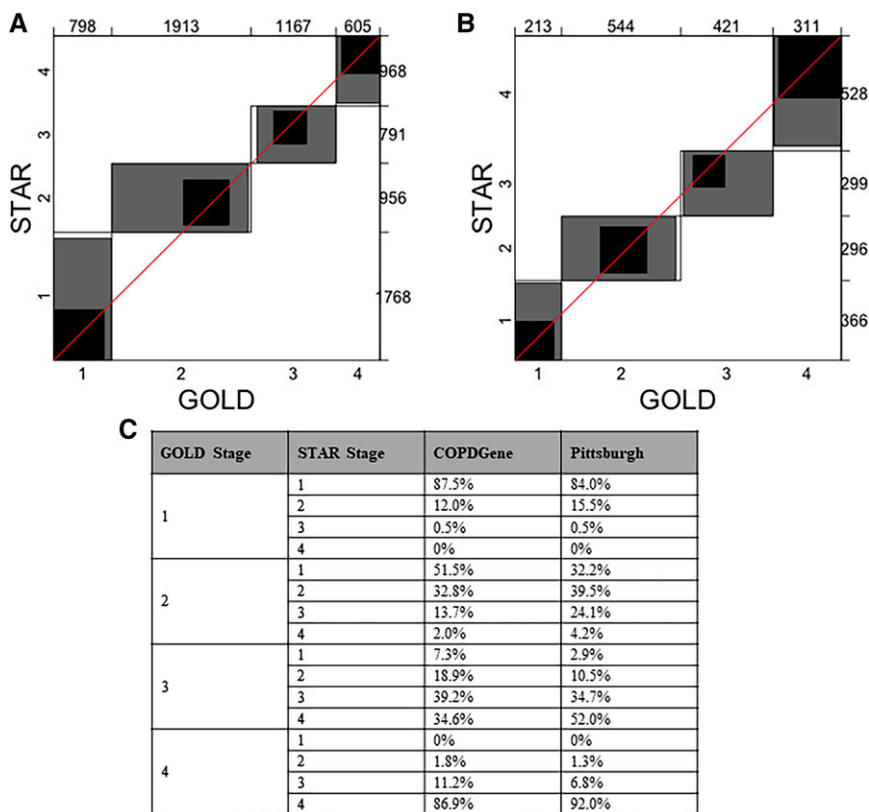 A
798 1913 1167 605
4
3
2
1
STAR
968
791
956
1768
1 2 3 4
GOLD
B
213 544 421 311
4
3
2
1
STAR
528
299
296
366
1 2 3 4
GOLD
C
GOLD Stage STAR Stage COPDGene Pittsburgh
1
1 87.5% 84.0%
2 12.0% 15.5%
3 0.5% 0.5%
4 0% 0%
2
1 51.5% 32.2%
2 32.8% 39.5%
3 13.7% 24.1%
4 2.0% 4.2%
3
1 7.3% 2.9%
2 18.9% 10.5%
3 39.2% 34.7%
4 34.6% 52.0%
4
1 0% 0%
2 1.8% 1.3%
3 11.2% 6.8%
4 86.9% 92.0%